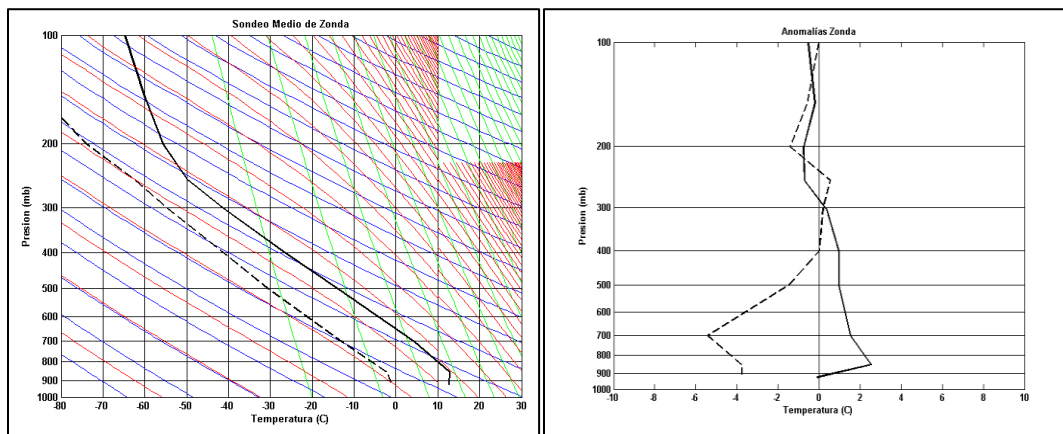 Sondeo Medio de Zonda
100
200
300
400
500
600
700
800
900
1000
Presion (mb)
-80 -70 -60 -50 -40 -30 -20 -10 0 10 20 30
Temperatura (C)
Anomalías Zonda
100
200
300
400
500
600
700
800
900
1000
Presion (mb)
-10 -8 -6 -4 -2 0 2 4 6 8 10
Temperatura (C)